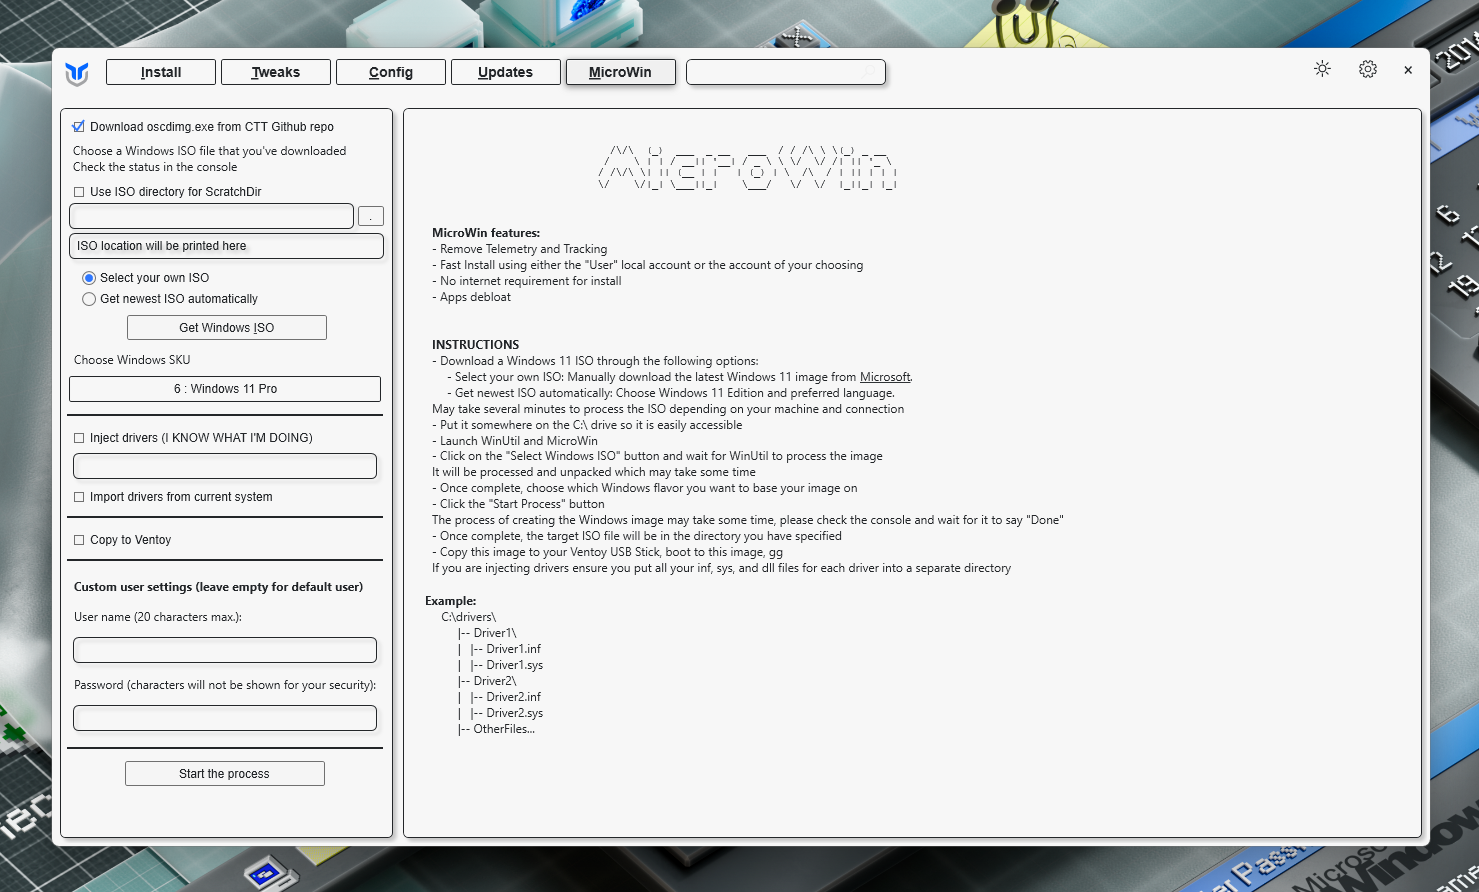 Install
Tweaks
Config
Updates
MicroWin
Download oscdimg.exe from CTT Github repo
Choose a Windows ISO file that you've downloaded
Check the status in the console
Use ISO directory for ScratchDir
.
ISO location will be printed here
Select your own ISO
Get newest ISO automatically
Get Windows ISO
Choose Windows SKU
6 : Windows 11 Pro
Inject drivers (I KNOW WHAT I'M DOING)
Import drivers from current system
Copy to Ventoy
Custom user settings (leave empty for default user)
User name (20 characters max.):
Password (characters will not be shown for your security):
Start the process
MicroWin
MicroWin features:
- Remove Telemetry and Tracking
- Fast Install using either the "User" local account or the account of your choosing
- No internet requirement for install
- Apps debloat
INSTRUCTIONS
- Download a Windows 11 ISO through the following options:
- Select your own ISO: Manually download the latest Windows 11 image from Microsoft.
- Get newest ISO automatically: Choose Windows 11 Edition and preferred language.
May take several minutes to process the ISO depending on your machine and connection
- Put it somewhere on the C:\ drive so it is easily accessible
- Launch WinUtil and MicroWin
- Click on the "Select Windows ISO" button and wait for WinUtil to process the image
It will be processed and unpacked which may take some time
- Once complete, choose which Windows flavor you want to base your image on
- Click the "Start Process" button
The process of creating the Windows image may take some time, please check the console and wait for it to say "Done"
- Once complete, the target ISO file will be in the directory you have specified
- Copy this image to your Ventoy USB Stick, boot to this image, gg
If you are injecting drivers ensure you put all your inf, sys, and dll files for each driver into a separate directory
Example:
C:\drivers\
|-- Driver1\
| |-- Driver1.inf
| |-- Driver1.sys
|-- Driver2\
| |-- Driver2.inf
| |-- Driver2.sys
|-- OtherFiles...